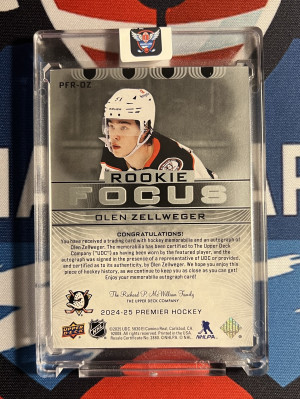 PFR-OZ
ROOKIE
FOCUS
OLEN ZELLWEGER
CONGRATULATIONS!
You have received a trading card with hockey memorabilia and an autograph of
Olen Zellweger. The memorabilia has been certified to The Upper Deck
Company ("UDC") as having been worn by the featured player, and the
autograph was signed in the presence of a representative of UDC or provided,
and certified as to its authenticity, by Olen Zellweger. We hope you enjoy this
piece of hockey history, as we continue to keep you as close as you can get!
Enjoy your memorabilia autograph card!
The Richard P. McWilliam Family
THE UPPER DECK COMPANY
2024-25 PREMIER HOCKEY
UPPER DECK
NHL
NHLPA